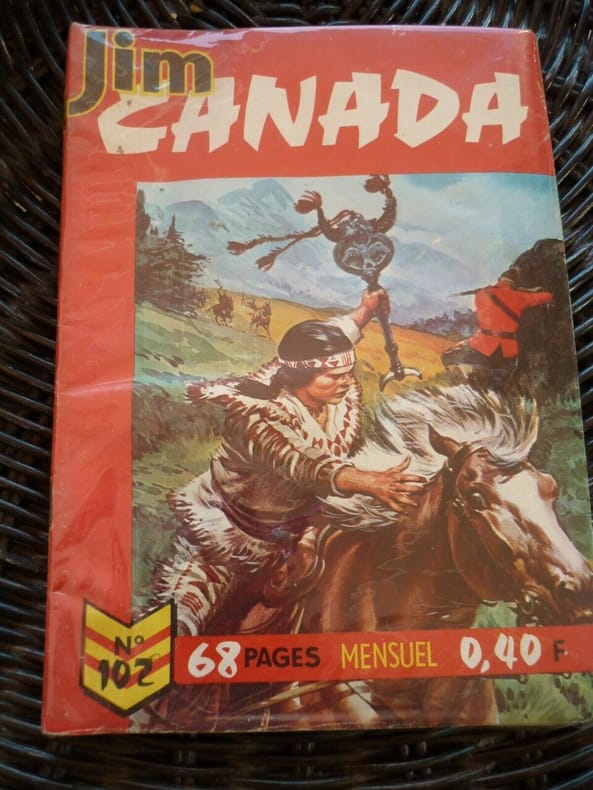 Jim
CANADA
N° 102
68 PAGES MENSUEL 0,40 F